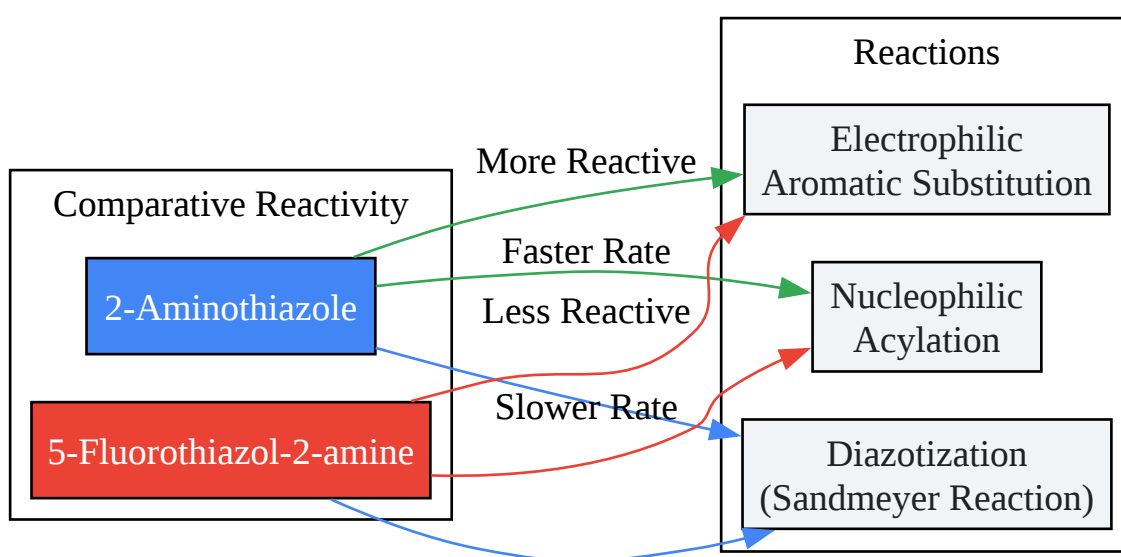 Comparative Reactivity
2-Aminothiazole
5-Fluorothiazol-2-amine
More Reactive
Faster Rate
Less Reactive
Slower Rate
Reactions
Electrophilic
Aromatic Substitution
Nucleophilic
Acylation
Diazotization
(Sandmeyer Reaction)